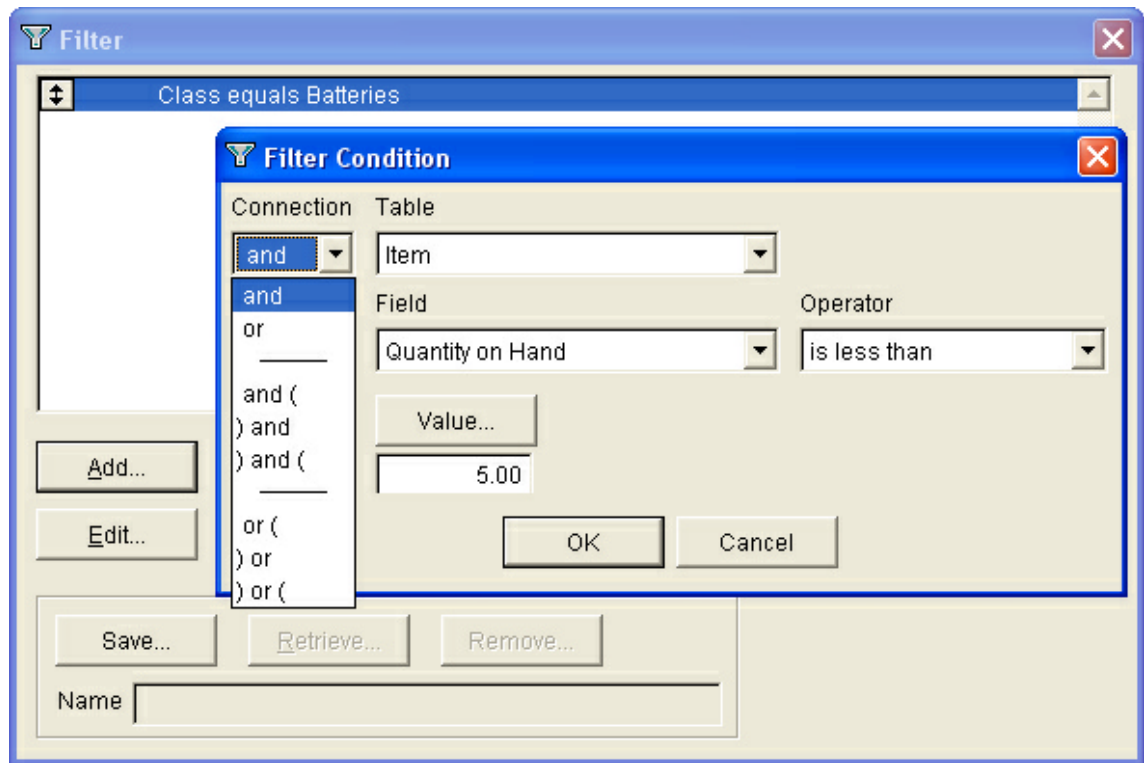 Filter
Class equals Batteries
Filter Condition
Connection Table
and Item
and
or
Field Operator
Quantity on Hand is less than
and (
) and
) and (
Value...
5.00
or (
) or
) or (
OK Cancel
Add...
Edit...
Save... Retrieve... Remove...
Name